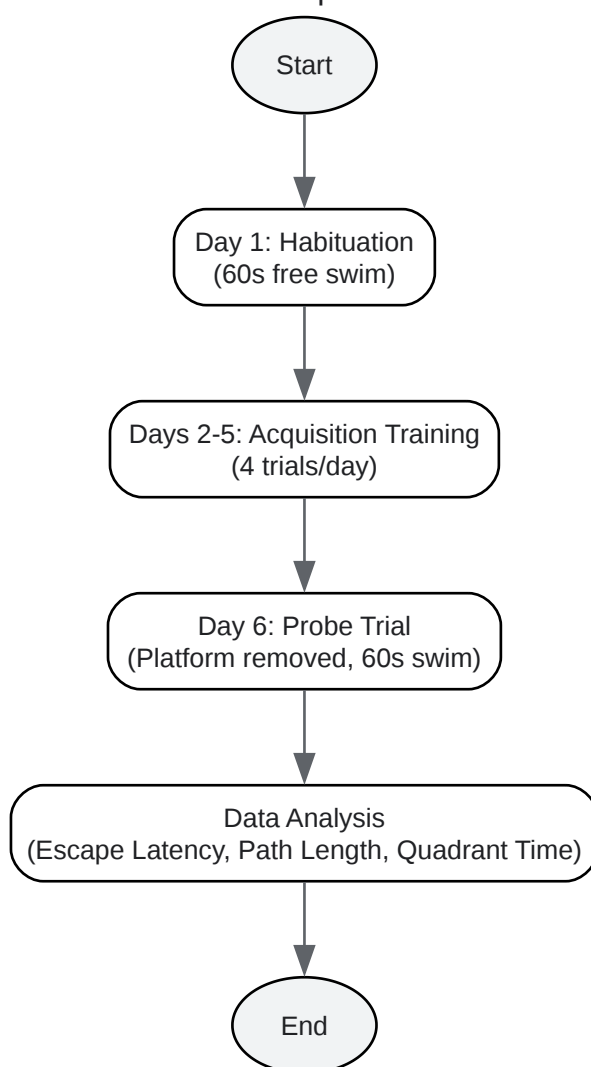 Start
Day 1: Habituation
(60s free swim)
Days 2-5: Acquisition Training
(4 trials/day)
Day 6: Probe Trial
(Platform removed, 60s swim)
Data Analysis
(Escape Latency, Path Length, Quadrant Time)
End